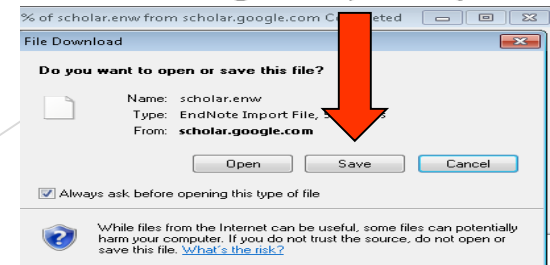 % of scholar.enw from scholar.google.com C eted
File Download
Do you want to open or save this file?
Name: scholar.enw
Type: EndNote Import File,
From: scholar.google.com
Open Save Cancel
Always ask before opening this type of file
While files from the Internet can be useful, some files can potentially
harm your computer. If you do not trust the source, do not open or
save this file. What's the risk?